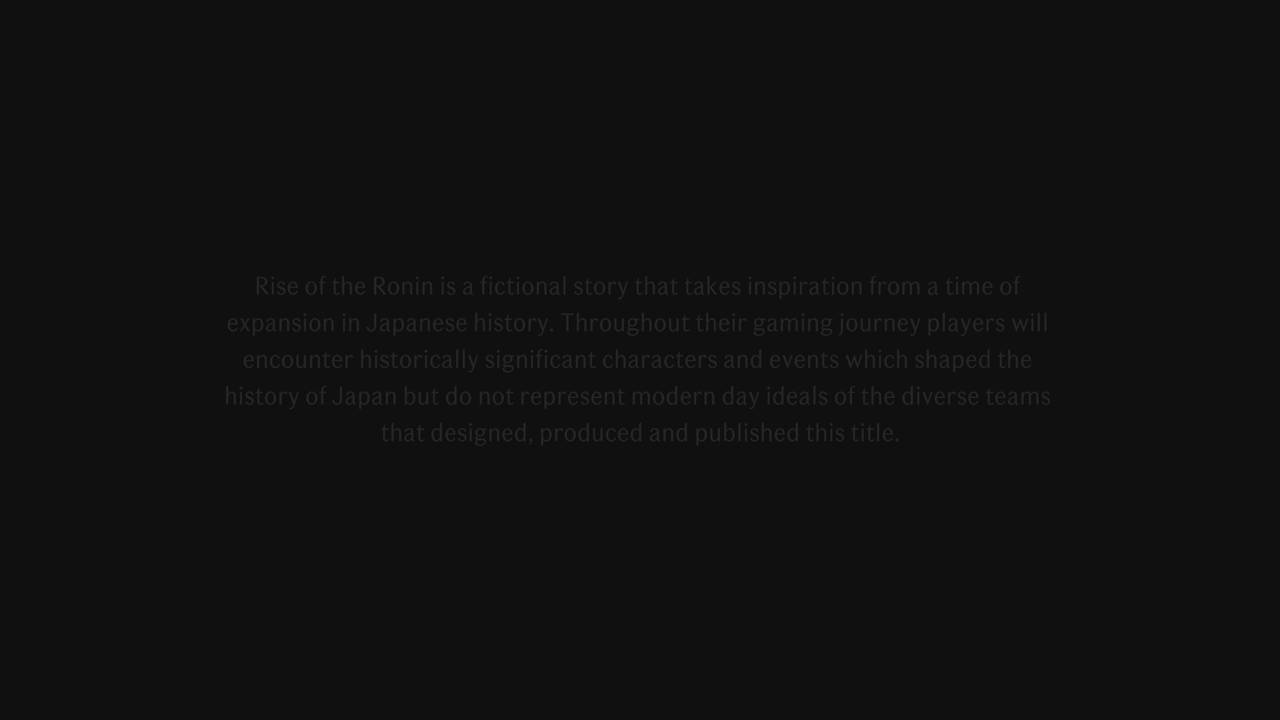 Rise of the Ronin is a fictional story that takes inspiration from a time of
expansion in Japanese history. Throughout their gaming journey players will
encounter historically significant characters and events which shaped the
history of Japan but do not represent modern day ideals of the diverse teams
that designed, produced and published this title.